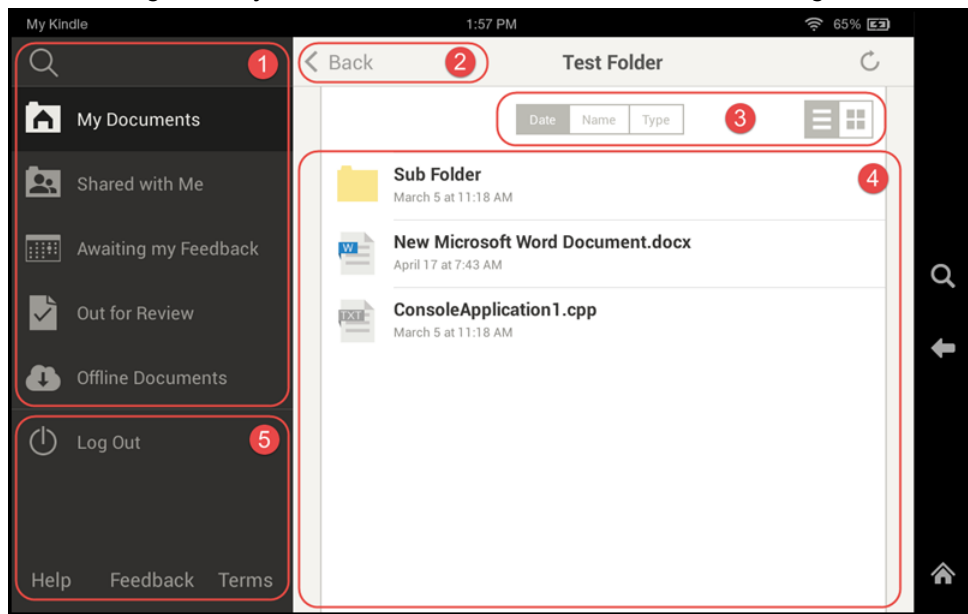 My Kindle 1:57 PM 65%
1
My Documents
Shared with Me
Awaiting my Feedback
Out for Review
Offline Documents
Log Out 5
Help Feedback Terms
Back 2 Test Folder
Date Name Type 3
Sub Folder 4
March 5 at 11:18 AM
W
New Microsoft Word Document.docx
April 17 at 7:43 AM
TXT
ConsoleApplication1.cpp
March 5 at 11:18 AM